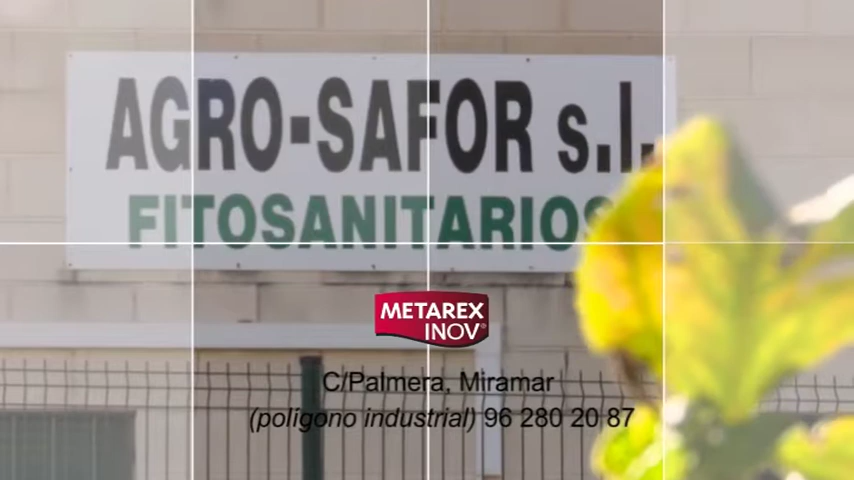 AGRO-SAFOR s.l.
FITOSANITARIOS
METAREX
INOV®
C/Palmera, Miramar
(polígono industrial) 96 280 20 87